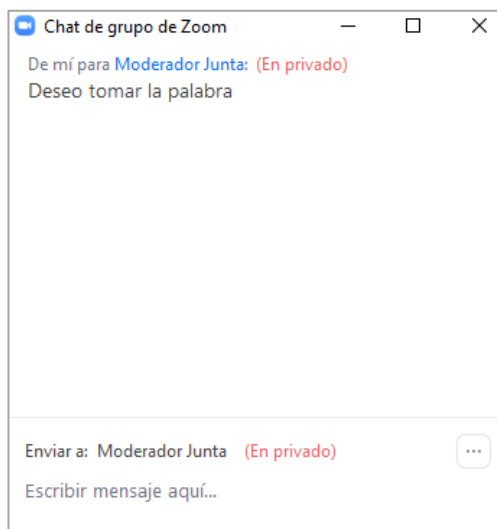 Chat de grupo de Zoom
De mí para Moderador Junta: (En privado)
Deseo tomar la palabra
Enviar a: Moderador Junta (En privado)
Escribir mensaje aquí...